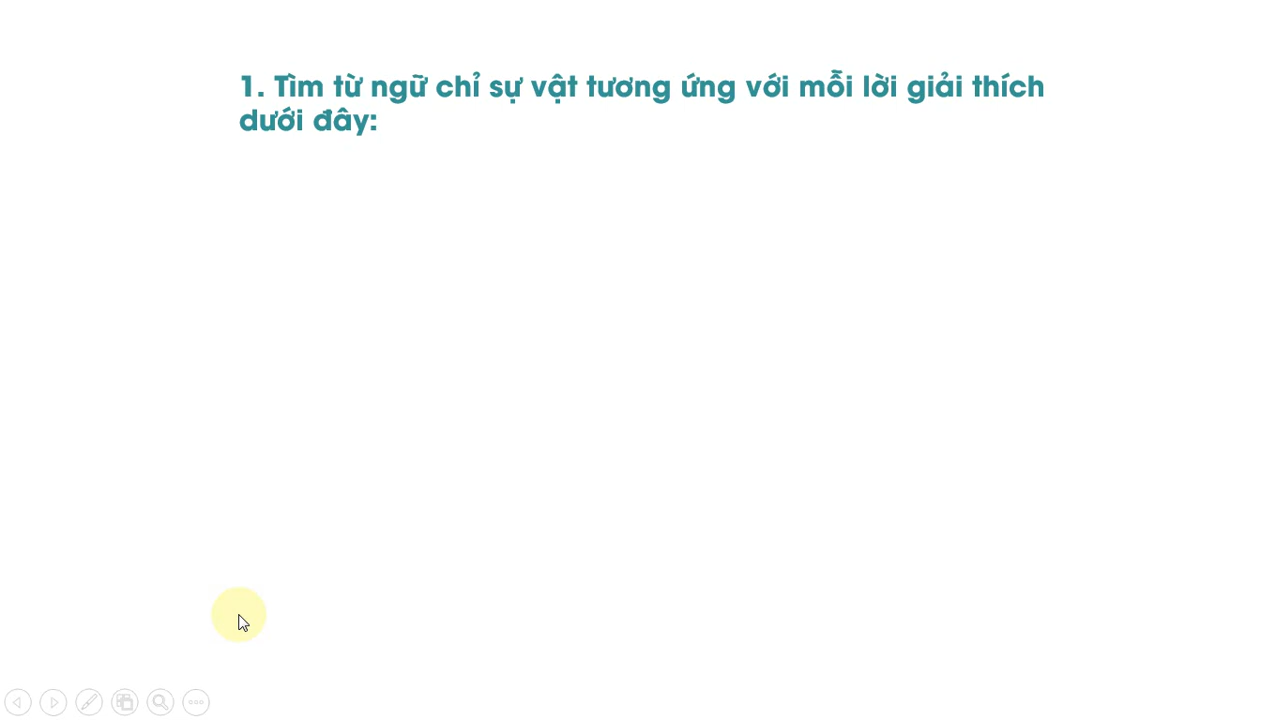 1. Tìm từ ngữ chỉ sự vật tương ứng với mỗi lời giải thích
dưới đây: